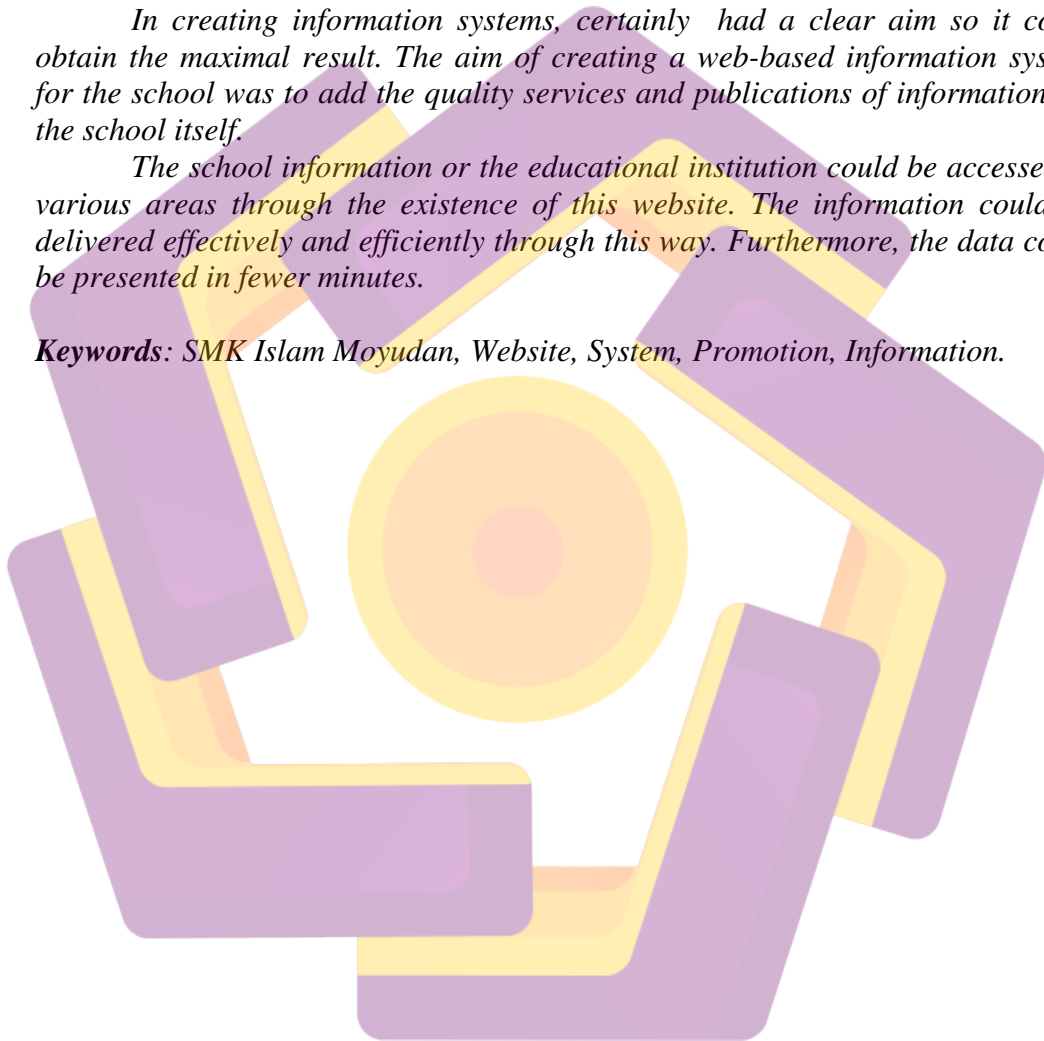 In creating information systems, certainly had a clear aim so it co
obtain the maximal result. The aim of creating a web-based information sys
for the school was to add the quality services and publications of information
the school itself.
The school information or the educational institution could be accesse
various areas through the existence of this website. The information could
delivered effectively and efficiently through this way. Furthermore, the data co
be presented in fewer minutes.
Keywords: SMK Islam Moyudan, Website, System, Promotion, Information.